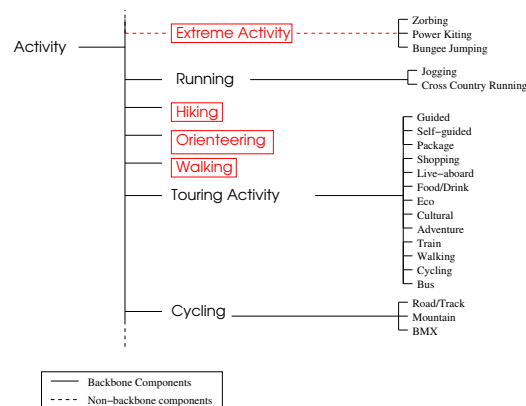 Activity
Extreme Activity
Zorbing
Power Kiting
Bungee Jumping
Running
Jogging
Cross Country Running
Hiking
Orienteering
Walking
Touring Activity
Guided
Self-guided
Package
Shopping
Live-aboard
Food/Drink
Eco
Cultural
Adventure
Train
Walking
Cycling
Bus
Cycling
Road/Track
Mountain
BMX
Backbone Components
Non-backbone components